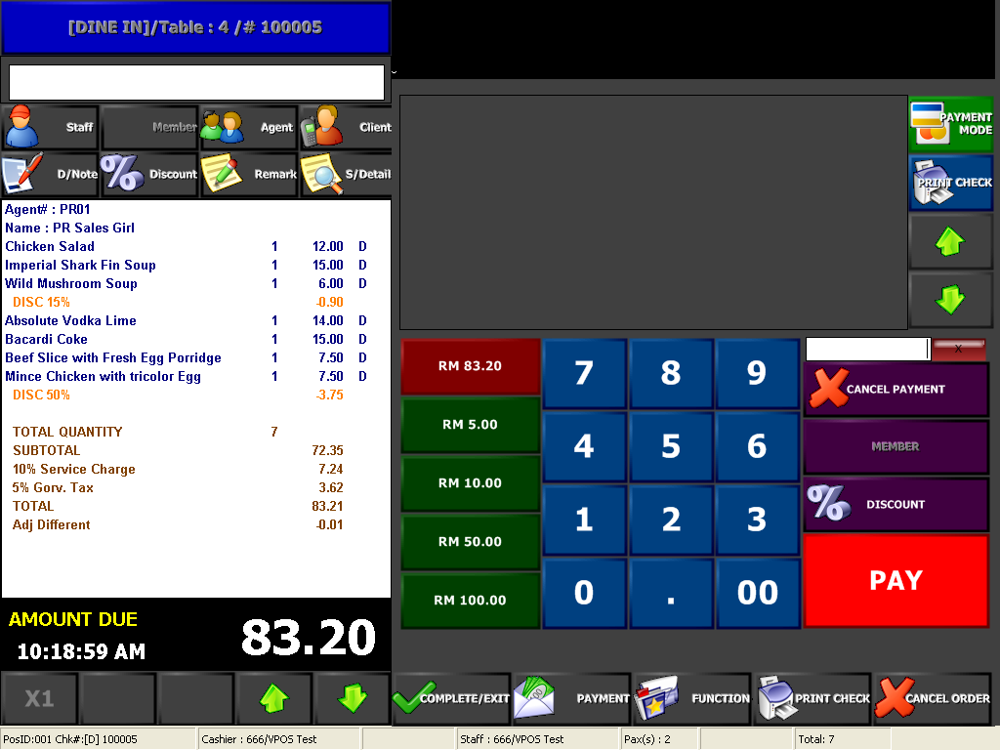 [DINE IN]/Table : 4 /# 100005
Staff
Member
Agent
Client
D/Note
Discount
Remark
S/Detail
Agent# : PR01
Name : PR Sales Girl
Chicken Salad 1 12.00 D
Imperial Shark Fin Soup 1 15.00 D
Wild Mushroom Soup 1 6.00 D
DISC 15% -0.90
Absolute Vodka Lime 1 14.00 D
Bacardi Coke 1 15.00 D
Beef Slice with Fresh Egg Porridge 1 7.50 D
Mince Chicken with tricolor Egg 1 7.50 D
DISC 50% -3.75
TOTAL QUANTITY 7
SUBTOTAL 72.35
10% Service Charge 7.24
5% Gorv. Tax 3.62
TOTAL 83.21
Adj Different -0.01
AMOUNT DUE
10:18:59 AM
83.20
X1
PAYMENT
MODE
PRINT CHECK
RM 83.20
RM 5.00
RM 10.00
RM 50.00
RM 100.00
7 8 9
4 5 6
1 2 3
0 . 00
X
CANCEL PAYMENT
MEMBER
DISCOUNT
PAY
COMPLETE/EXIT
PAYMENT
FUNCTION
PRINT CHECK
CANCEL ORDER
PosID:001 Chk#:[D] 100005
Cashier : 666/VPOS Test
Staff : 666/VPOS Test
Pax(s) : 2
Total: 7